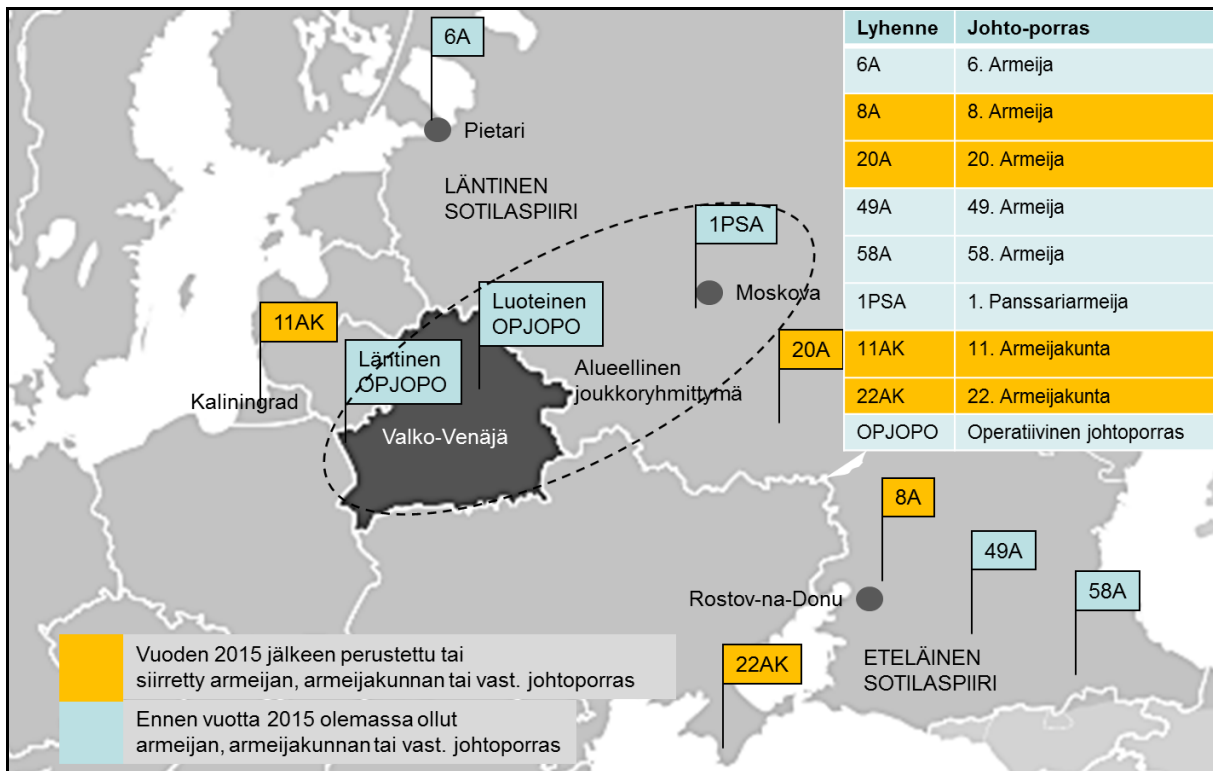 6A
Pietari
LÄNTINEN
SOTILASPIIRI
1PSA
Moskova
11AK
Luoteinen
OPJOPO
Läntinen
OPJOPO
20A
Alueellinen
joukkoryhmittymä
Kaliningrad
Valko-Venäjä
8A
49A
58A
Rostov-na-Donu
22AK
ETELÄINEN
SOTILASPIIRI
Lyhenne Johto-porras
6A 6. Armeija
8A 8. Armeija
20A 20. Armeija
49A 49. Armeija
58A 58. Armeija
1PSA 1. Panssariarmeija
11AK 11. Armeijakunta
22AK 22. Armeijakunta
OPJOPO Operatiivinen johtoporras
Vuoden 2015 jälkeen perustettu tai
siirretty armeijan, armeijakunnan tai vast. johtoporras
Ennen vuotta 2015 olemassa ollut
armeijan, armeijakunnan tai vast. johtoporras